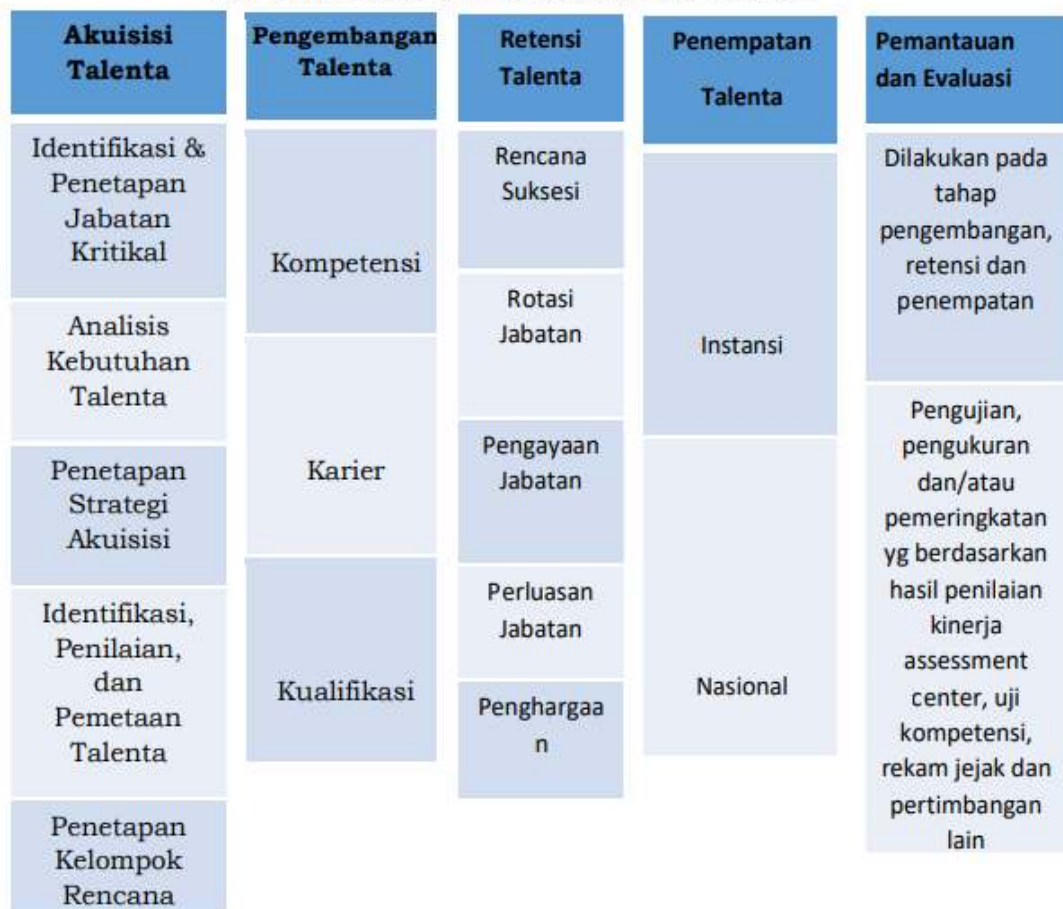 Akuisisi
Talenta
Identifikasi &
Penetapan
Jabatan
Kritikal
Analisis
Kebutuhan
Talenta
Penetapan
Strategi
Akuisisi
Identifikasi,
Penilaian,
dan
Pemetaan
Talenta
Penetapan
Kelompok
Rencana
Pengembangan
Talenta
Kompetensi
Karier
Kualifikasi
Retensi
Talenta
Rencana
Suksesi
Rotasi
Jabatan
Pengayaan
Jabatan
Perluasan
Jabatan
Penghargaa
n
Penempatan
Talenta
Instansi
Nasional
Pemantauan
dan Evaluasi
Dilakukan pada
tahap
pengembangan,
retensi dan
penempatan
Pengujian,
pengukuran
dan/atau
pemeringkatan
yg berdasarkan
hasil penilaian
kinerja
assessment
center, uji
kompetensi,
rekam jejak dan
pertimbangan
lain